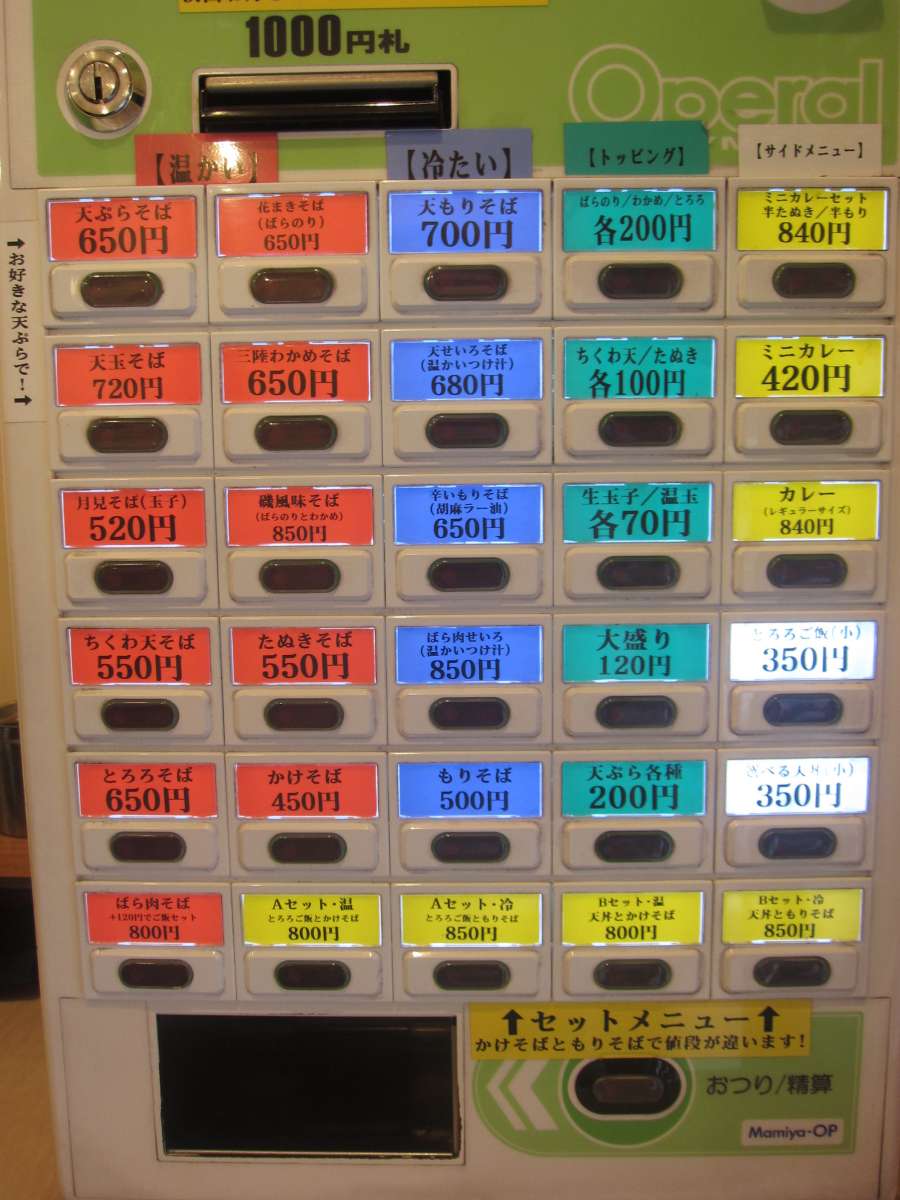 1000円札
Operal
【温かい】
【冷たい】
【トッピング】
【サイドメニュー】
➡お好きな天ぷらで!➡
天ぷらそば
650円
花まきそば
(ばらのり)
650円
天もりそば
700円
ばらのり/わかめ/とろろ
各200円
ミニカレーセット
半たぬき/半もり
840円
天玉そば
720円
三陸わかめそば
650円
天せいろそば
(温かいつけ汁)
680円
ちくわ天/たぬき
各100円
ミニカレー
420円
月見そば(玉子)
520円
磯風味そば
(ばらのりとわかめ)
850円
辛いもりそば
(胡麻ラー油)
650円
生玉子/温玉
各70円
カレー
(レギュラーサイズ)
840円
ちくわ天そば
550円
たぬきそば
550円
ばら肉せいろ
(温かいつけ汁)
850円
大盛り
120円
とろろご飯(小)
350円
とろろそば
650円
かけそば
450円
もりそば
500円
天ぷら各種
200円
選べる天丼(小)
350円
ばら肉そば
+120円でご飯セット
800円
Aセット・温
とろろご飯とかけそば
800円
Aセット・冷
とろろご飯ともりそば
850円
Bセット・温
天丼とかけそば
800円
Bセット・冷
天丼ともりそば
850円
⬆セットメニュー⬆
かけそばともりそばで値段が違います!
おつり/精算
Mamiya-OP